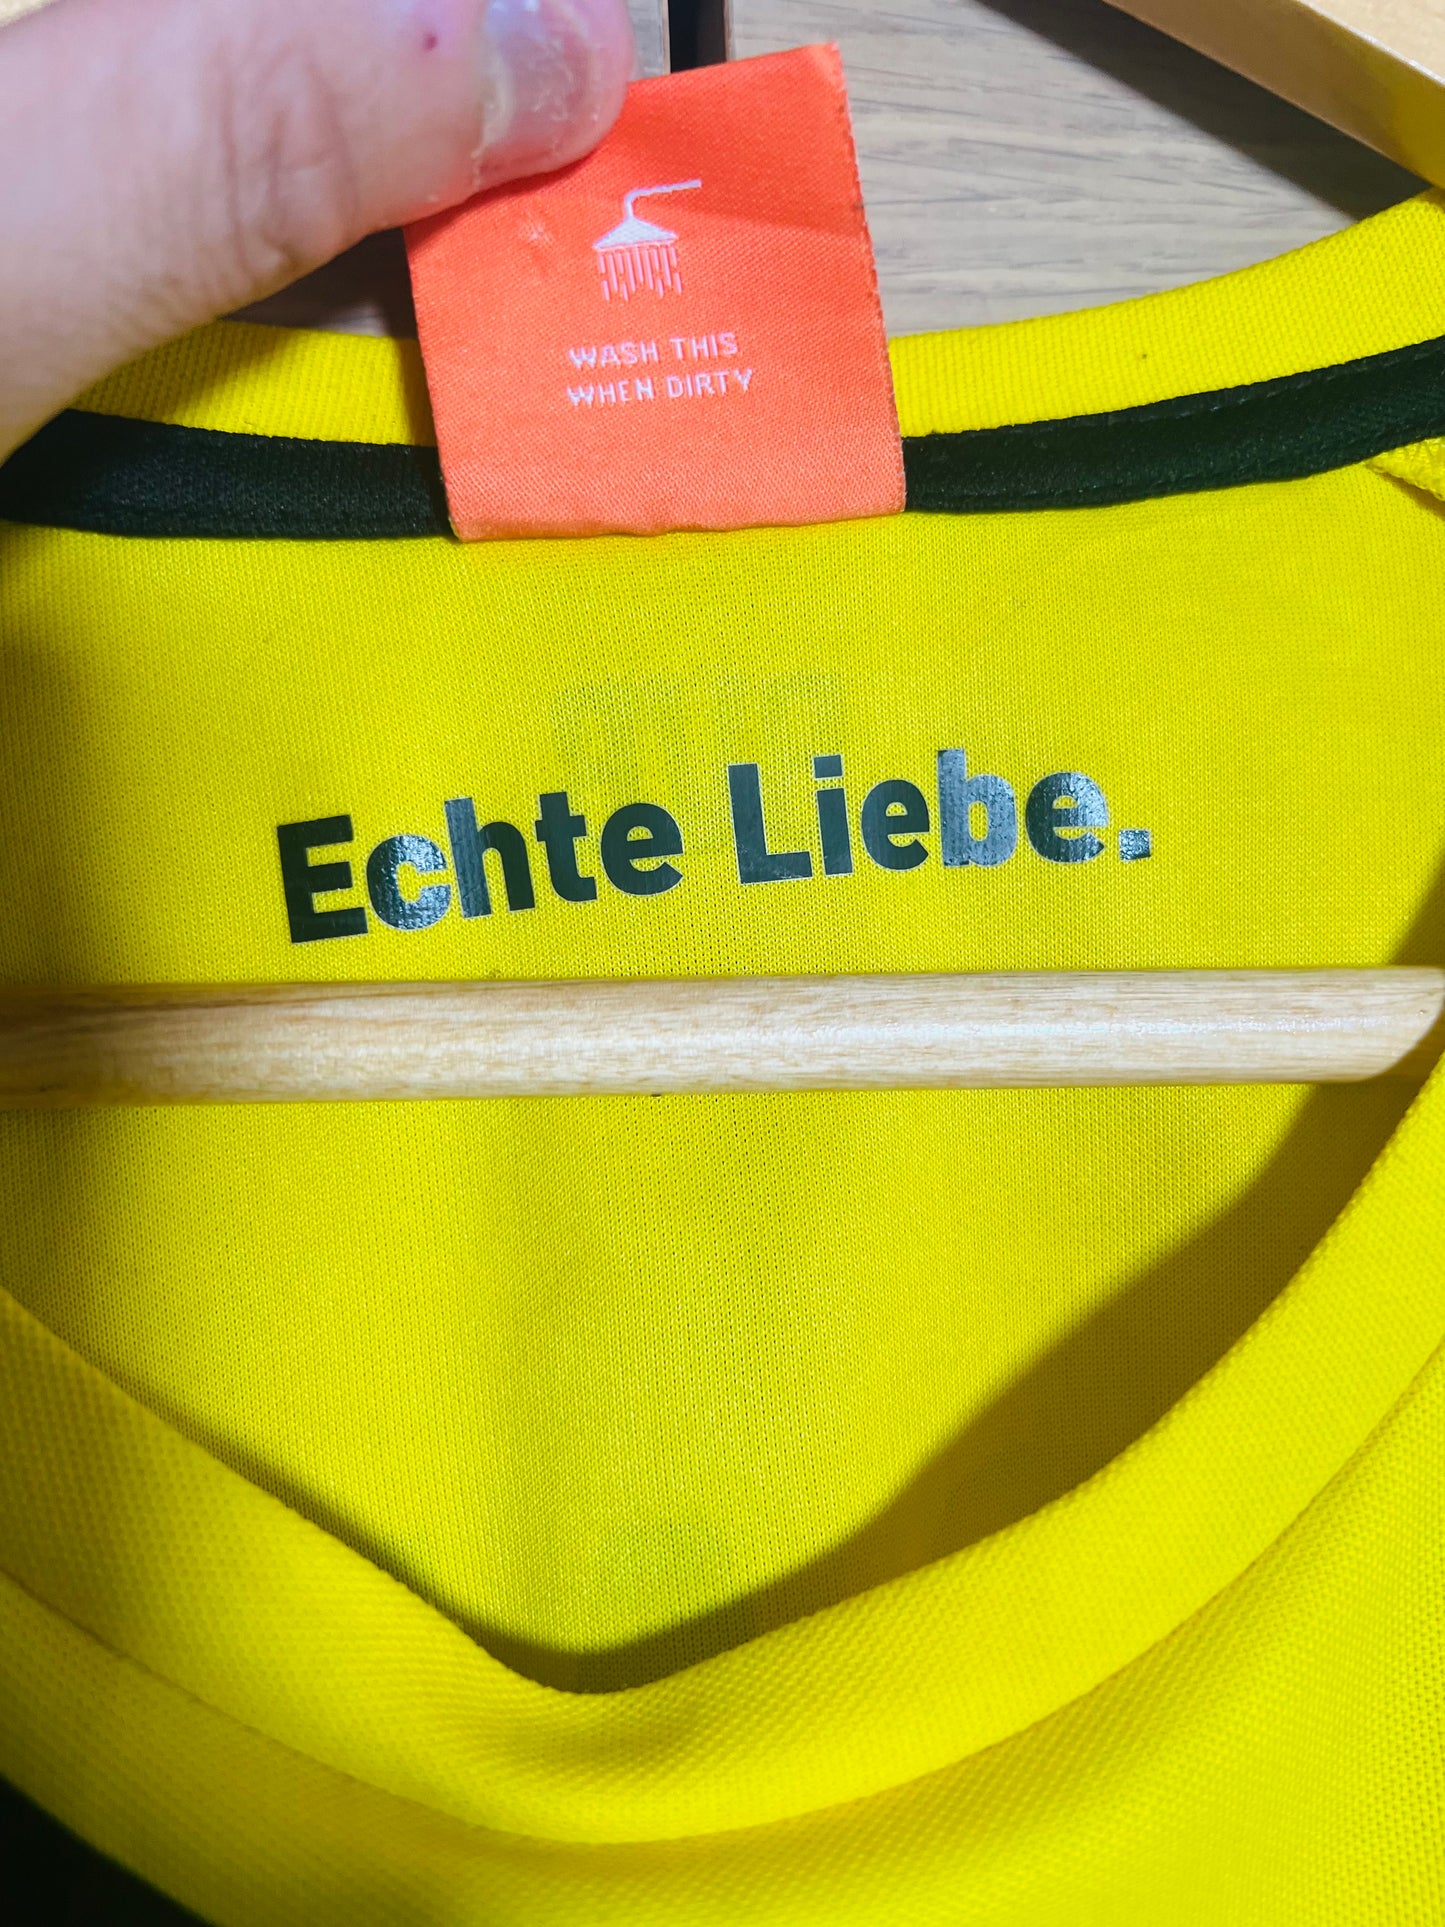 WASH THIS
WHEN DIRTY
Echte Liebe.